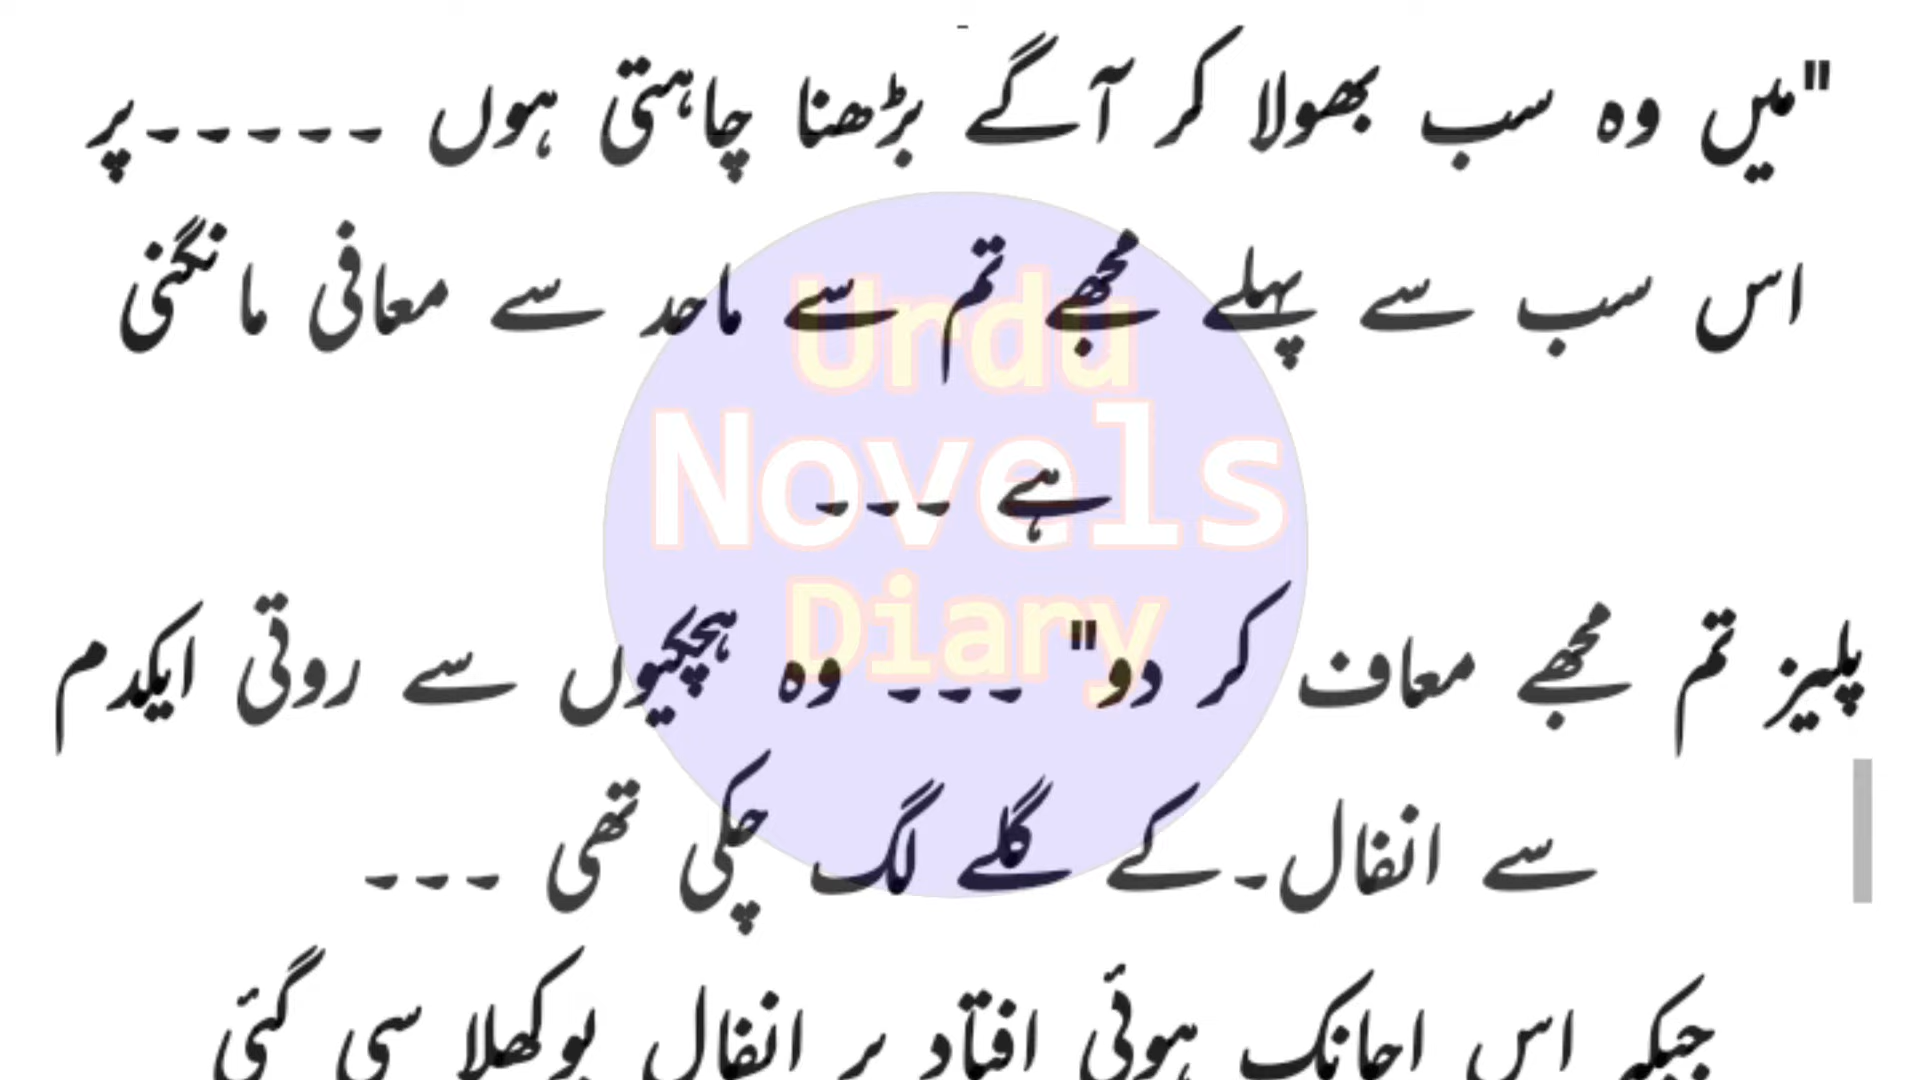 "میں وہ سب بھولا کر آگے بڑھنا چاہتی ہوں ۔۔۔۔۔پر
اس سب سے پہلے مجھے تم سے ماحد سے معافی مانگنی
ہے ۔۔۔
پلیز تم مجھے معاف کر دو" ۔۔۔ وہ ہچکیوں سے روتی ایکدم
سے انفال۔کے گلے لگ چکی تھی ۔۔۔
جبکہ اس اچانک ہوئی افتاد پر انفال بوکھلا سی گئی
Urdu
Novels
Diary